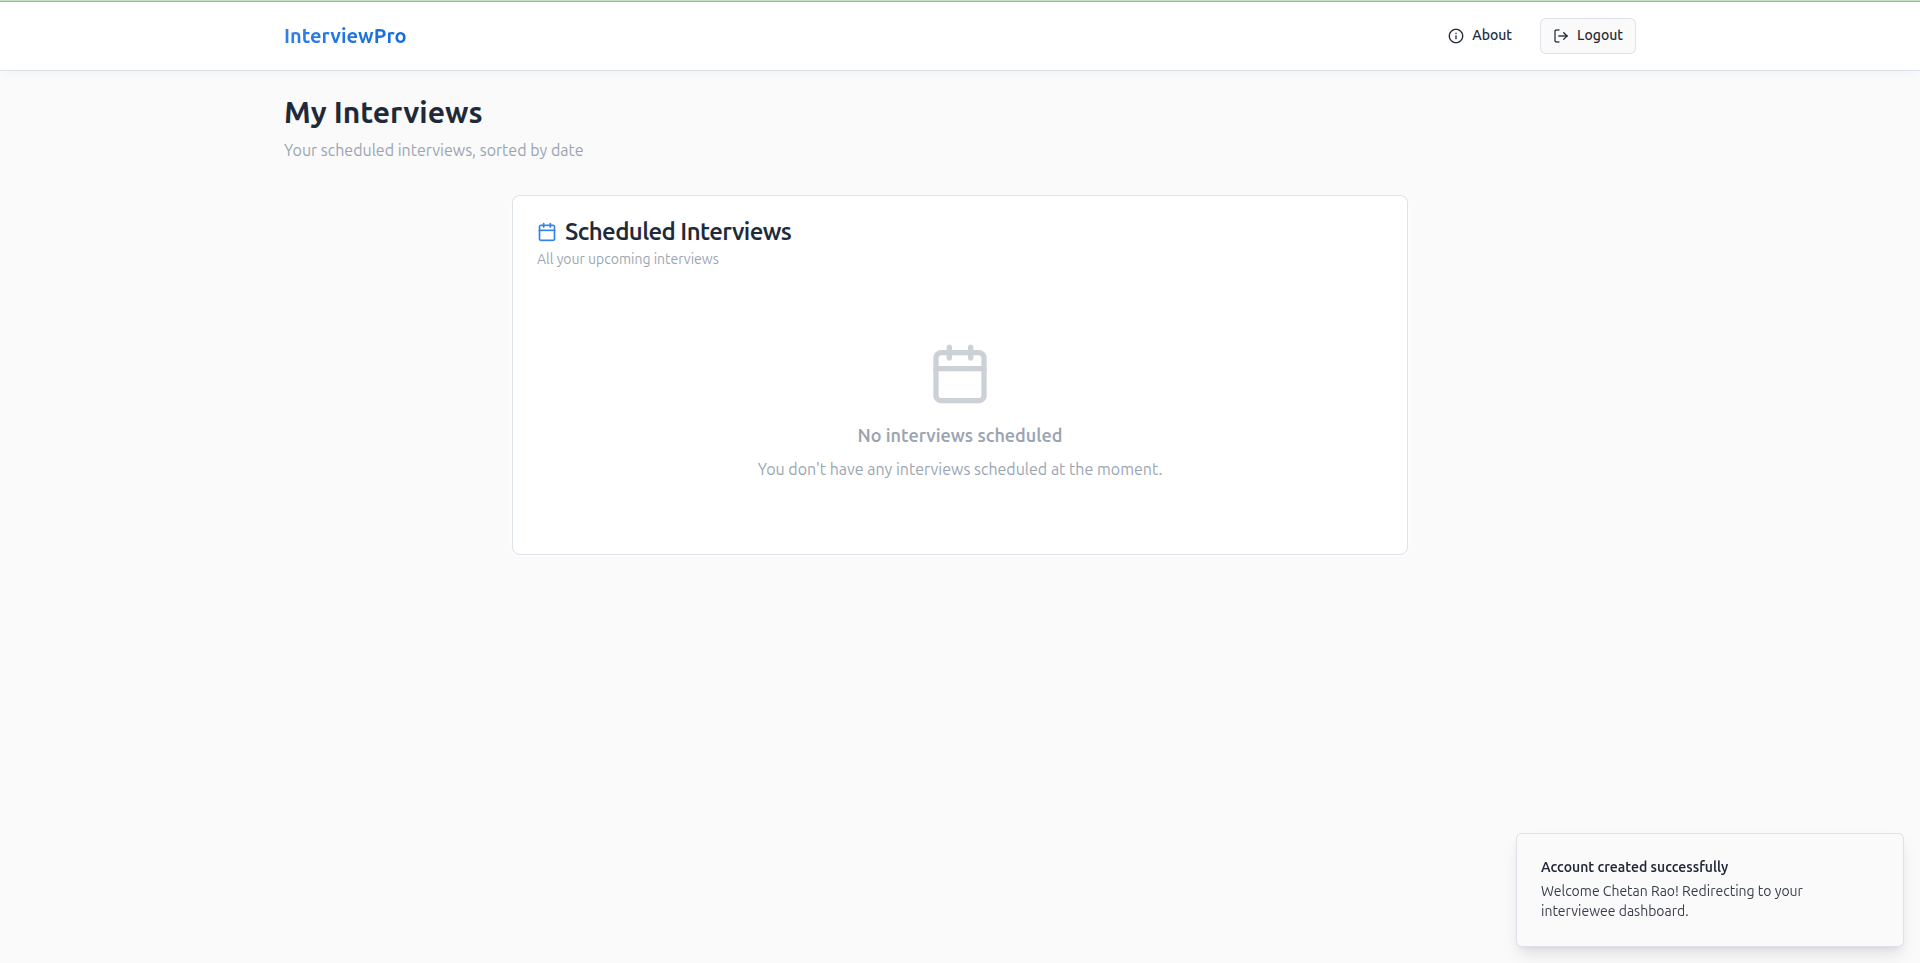 InterviewPro
About
Logout
My Interviews
Your scheduled interviews, sorted by date
Scheduled Interviews
All your upcoming interviews
No interviews scheduled
You don't have any interviews scheduled at the moment.
Account created successfully
Welcome Chetan Rao! Redirecting to your
interviewee dashboard.